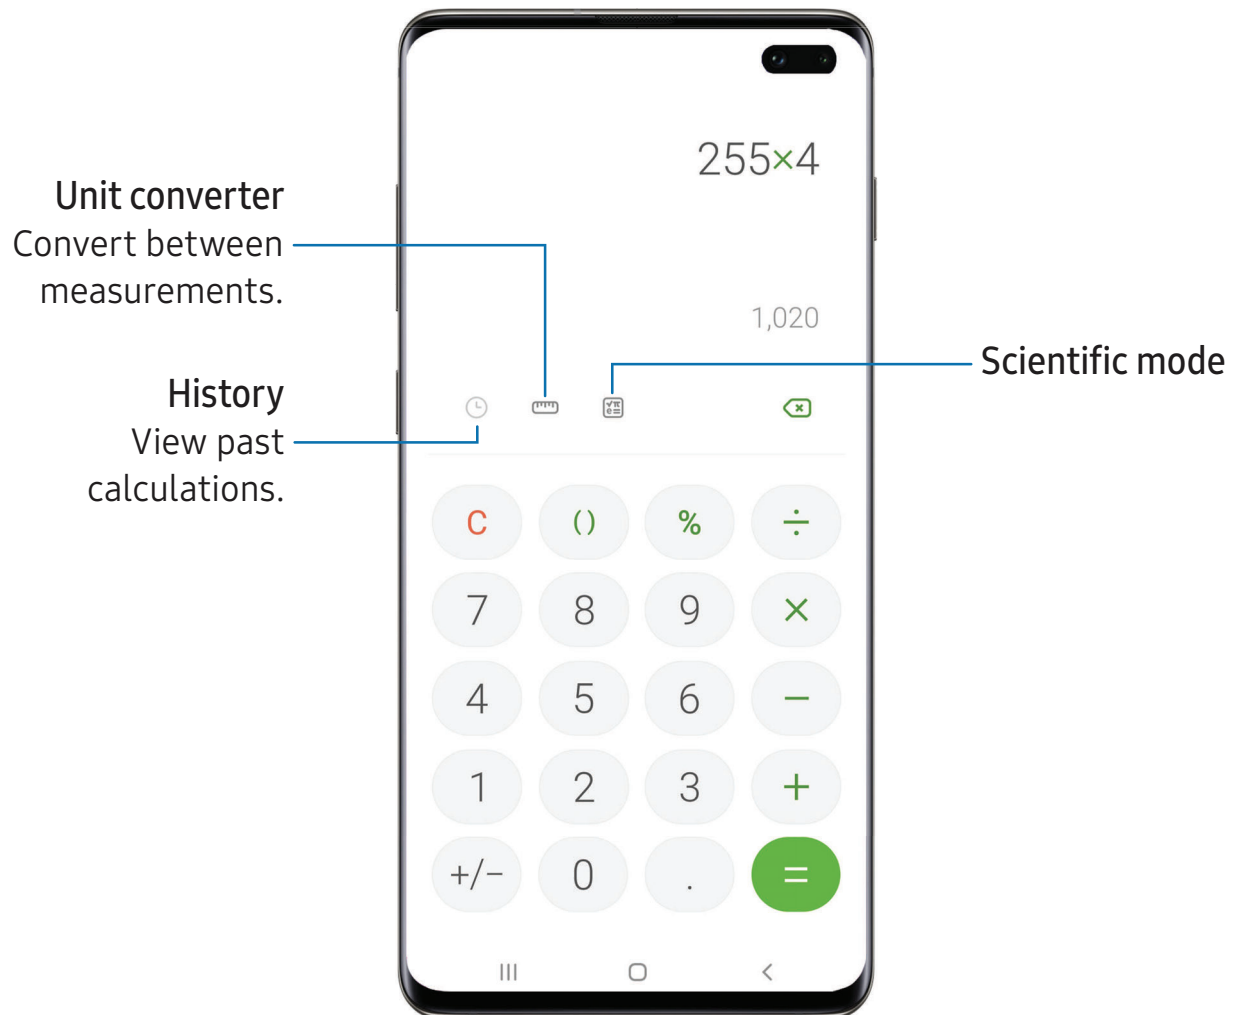 255×4
Unit converter
Convert between
measurements.
1,020
Scientific mode
History
View past
calculations.
√π
e=
C () % ÷
7 8 9 ×
4 5 6 −
1 2 3 +
+/− 0 . =